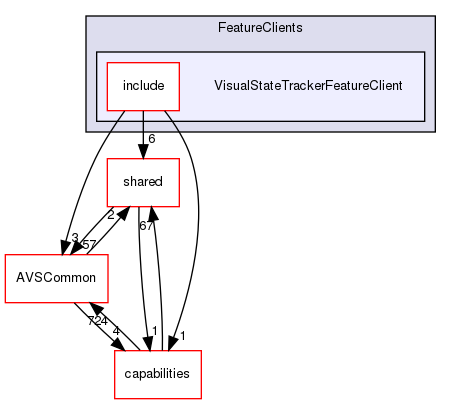 FeatureClients
include
VisualStateTrackerFeatureClient
6
shared
2
67
3
57
AVSCommon
724
4
1
1
capabilities